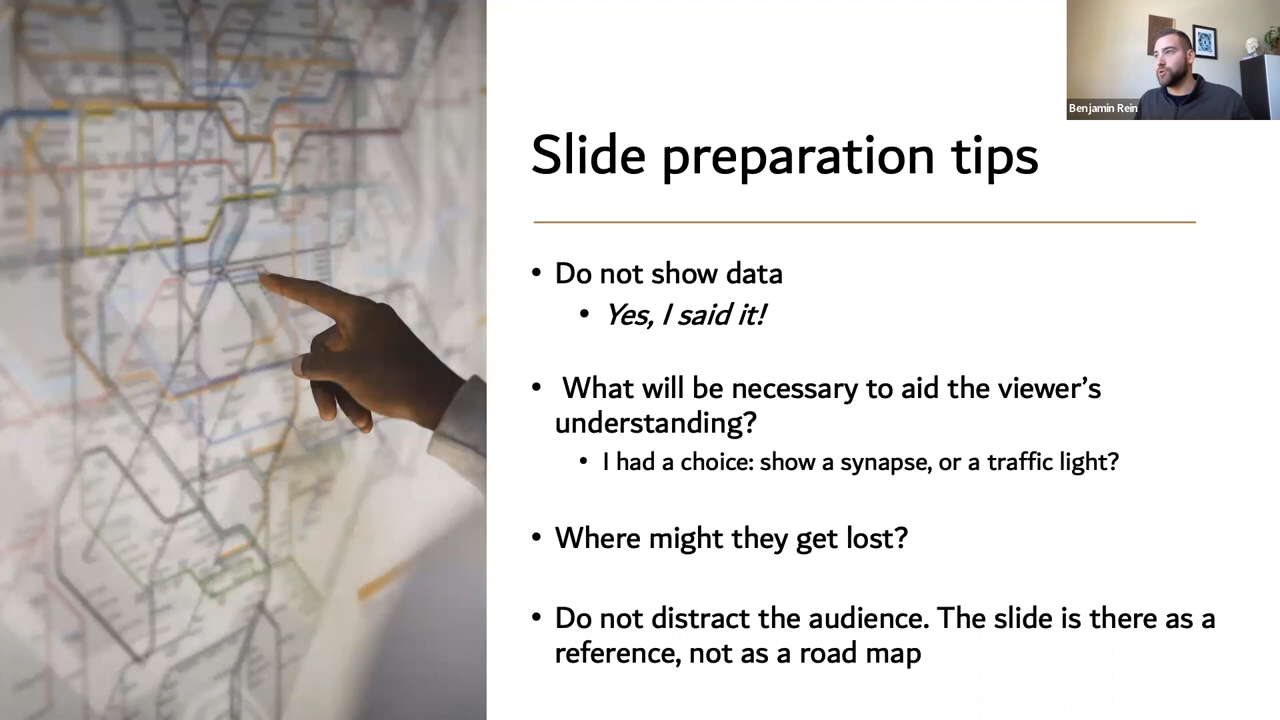 Benjamin Rein
Slide preparation tips
• Do not show data
• Yes, I said it!
• What will be necessary to aid the viewer’s
understanding?
• I had a choice: show a synapse, or a traffic light?
• Where might they get lost?
• Do not distract the audience. The slide is there as a
reference, not as a road map